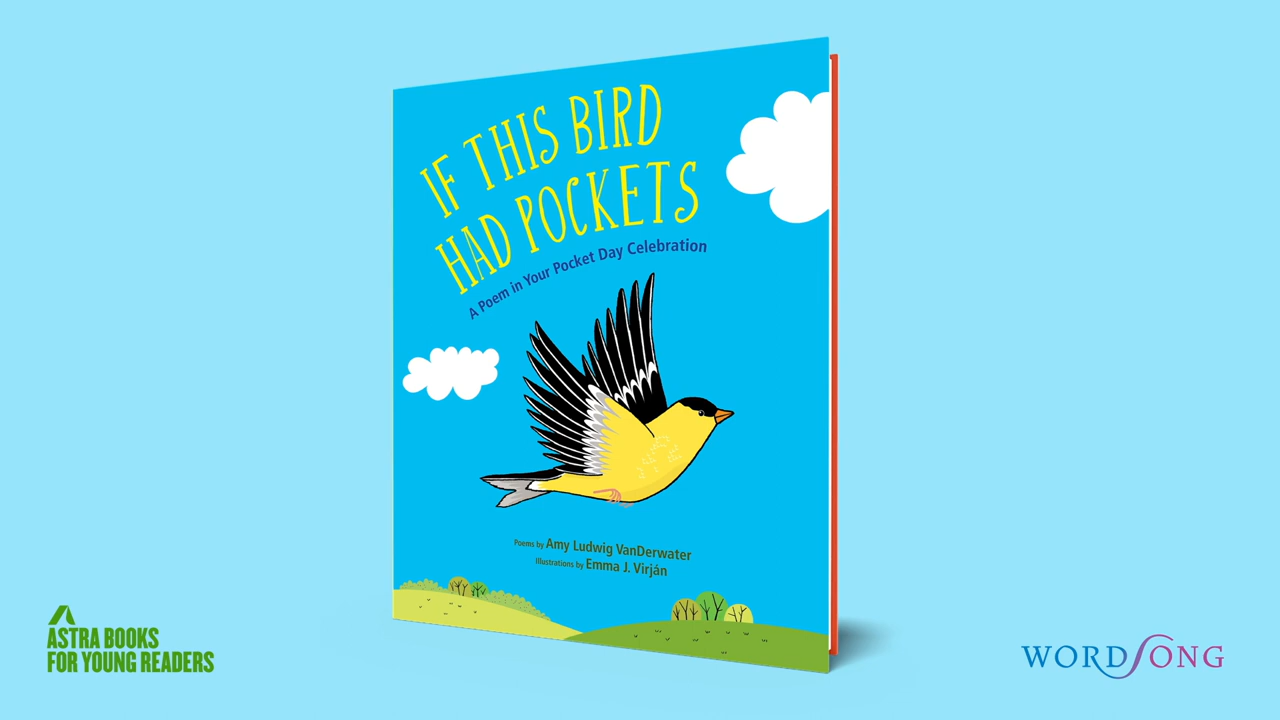 IF THIS BIRD
HAD POCKETS
A Poem in Your Pocket Day Celebration
Poems by Amy Ludwig VanDerwater
Illustrations by Emma J. Virján
ASTRA BOOKS
FOR YOUNG READERS
WORDSONG